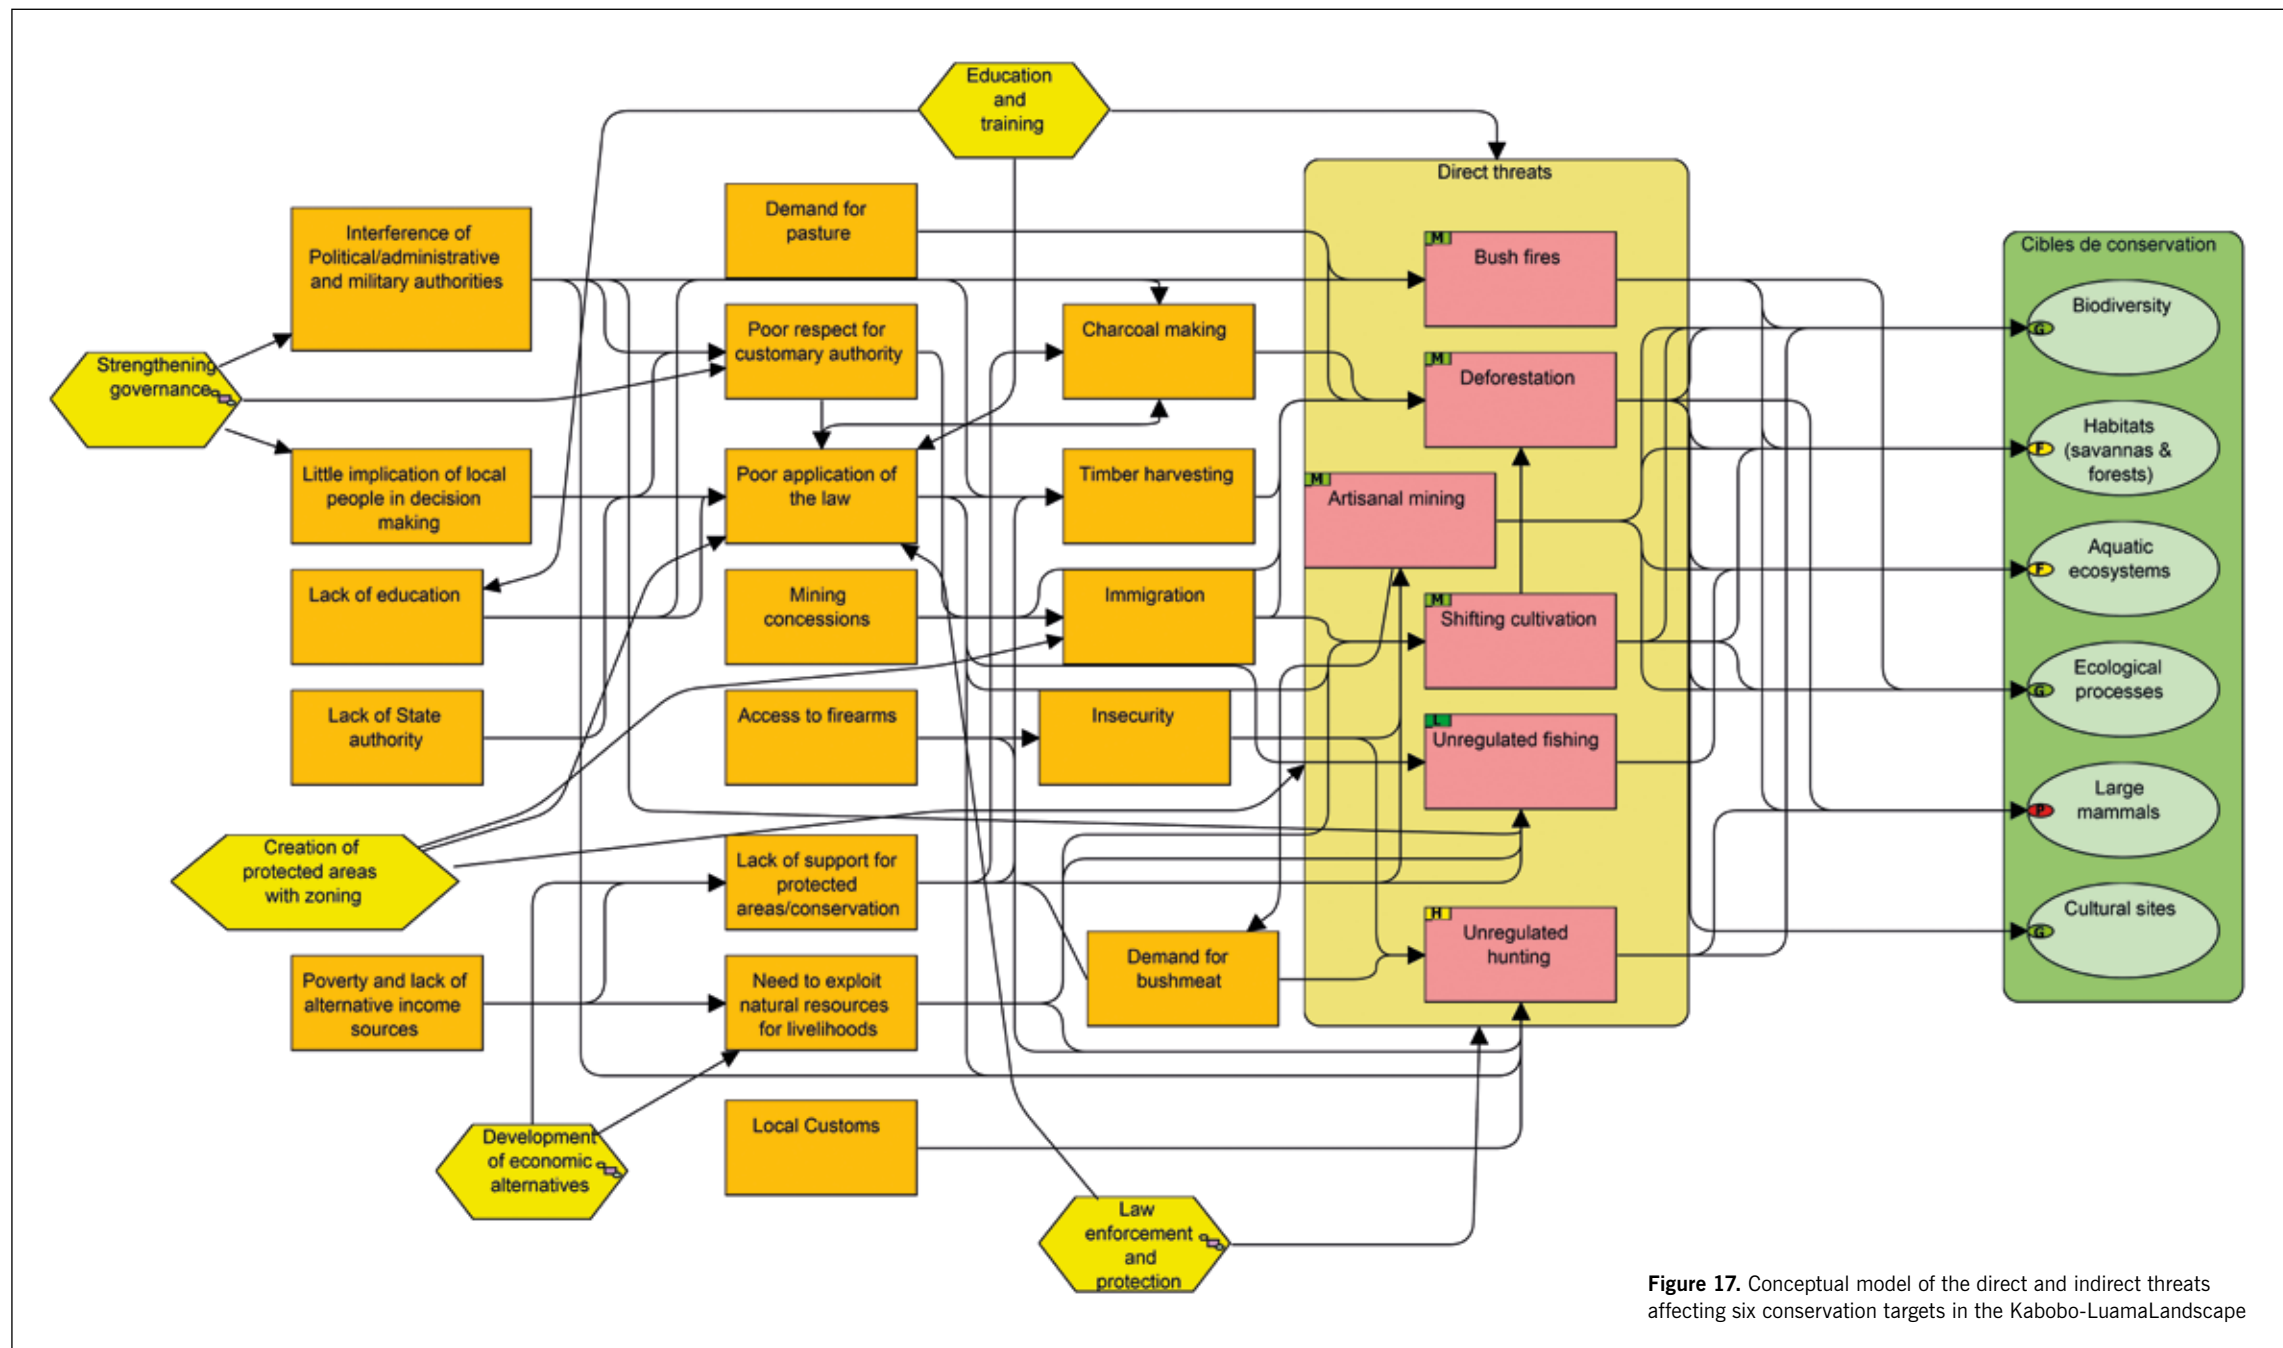 Education
and
training
Direct threats
Demand for
pasture
Interference of
Political/administrative
and military authorities
Bush fires
Cibles de conservation
Biodiversity
G
M
Poor respect for
customary authority
Charcoal making
Strengthening
governance
M
Deforestation
Habitats
(savannas &
forests)
F
Little implication of local
people in decision
making
Poor application of
the law
Timber harvesting
M
Artisanal mining
Aquatic
ecosystems
F
Lack of education
Mining
concessions
Immigration
M
Shifting cultivation
Ecological
processes
G
Lack of State
authority
Access to firearms
Insecurity
L
Unregulated fishing
Large
mammals
P
Creation of
protected areas
with zoning
Lack of support for
protected
areas/conservation
H
Unregulated
hunting
Cultural sites
G
Poverty and lack of
alternative income
sources
Need to exploit
natural resources
for livelihoods
Demand for
bushmeat
Development
of economic
alternatives
Local Customs
Law
enforcement
and
protection
Figure 17. Conceptual model of the direct and indirect threats
affecting six conservation targets in the Kabobo-LuamaLandscape